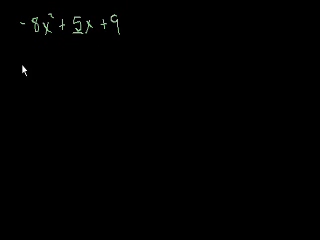 -8x² + 5x + 9